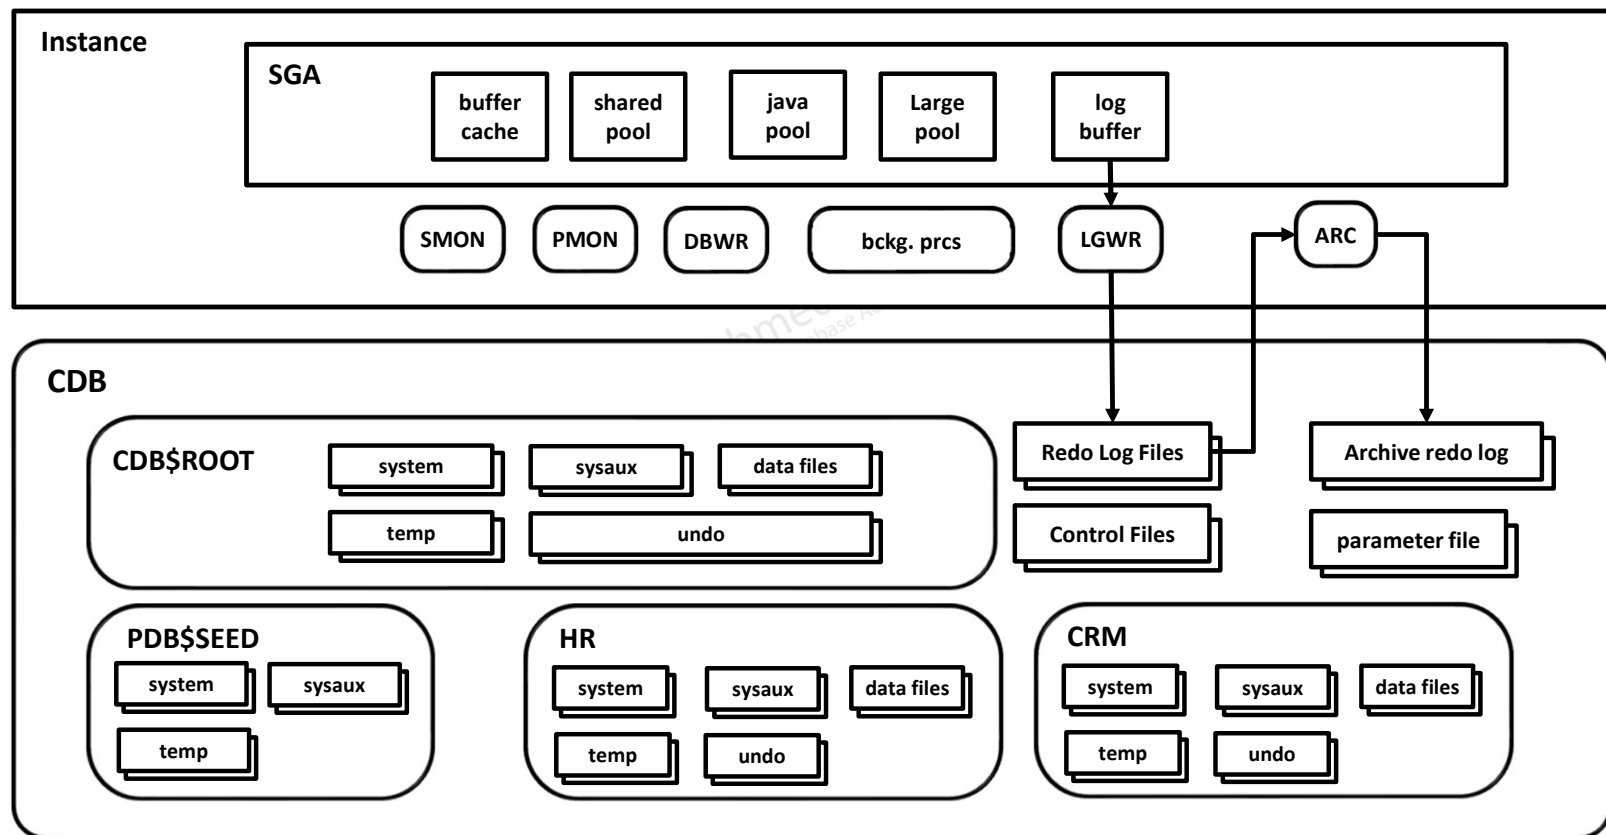 Instance
SGA
buffer
cache
shared
pool
java
pool
Large
pool
log
buffer
SMON
PMON
DBWR
bckg. prcs
LGWR
ARC
CDB
CDB$ROOT
system
sysaux
data files
temp
undo
Redo Log Files
Archive redo log
Control Files
parameter file
PDB$SEED
system
sysaux
temp
HR
system
sysaux
data files
temp
undo
CRM
system
sysaux
data files
temp
undo